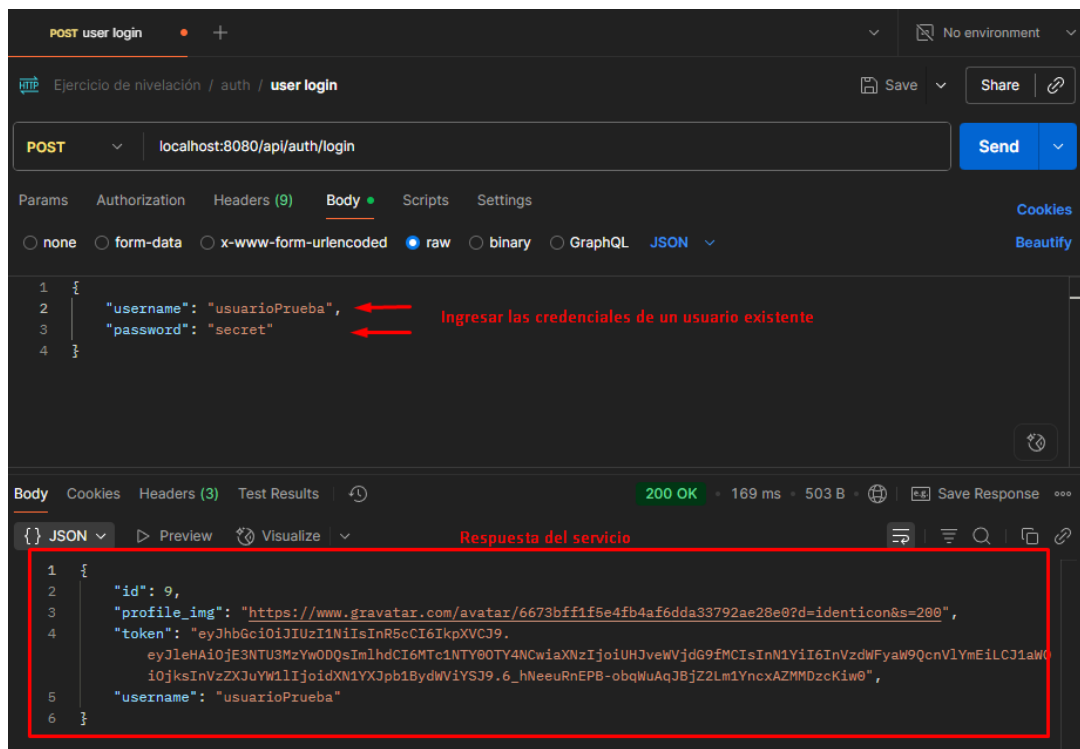 POST user login
No environment
HTTP Ejercicio de nivelación / auth / user login Save Share
POST localhost:8080/api/auth/login Send
Params Authorization Headers (9) Body Scripts Settings Cookies
none form-data x-www-form-urlencoded raw binary GraphQL JSON Beautify
1 {
2 "username": "usuarioPrueba",
3 "password": "secret"
Ingresar las credenciales de un usuario existente
4 }
Body Cookies Headers (3) Test Results 200 OK 169 ms 503 B e.g. Save Response
{} JSON Preview Visualize Respuesta del servicio
1 {
2 "id": 9,
3 "profile_img": "https://www.gravatar.com/avatar/6673bff1f5e4fb4af6dda33792ae28e0?d=identicon&s=200",
4 "token": "eyJhbGciOiJIUzI1NiIsInR5cCI6IkpXVCJ9.
eyJleHAiOjE3NTU3MzYwODQsImlhdCI6MTc1NTY0OTY4NCwiaXNzIjoiUHJveWVjdG9fMCIsInN1YiI6InVzdWFyaW9QcnVlYmEiLCJ1aWQ
iOjksInVzZXJuYW1lIjoidXN1YXJpb1BydWViYSJ9.6_hNeeuRnEPB-obqWuAqJBjZ2Lm1YncxAZMMDzcKiw0",
5 "username": "usuarioPrueba"
6 }